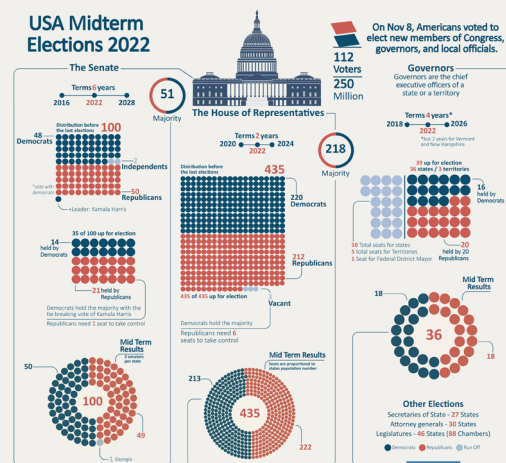 USA Midterm
Elections 2022
112
Voters
250
Million
On Nov 8, Americans voted to
elect new members of Congress,
governors, and local officials.
The Senate
Terms 6 years
2016
2022
2028
51
Majority
Distribution before
the last elections
100
48
Democrats
2
Independents
*vote with
democrats
50
Republicans
+Leader: Kamala Harris
35 of 100 up for election
14
held by
Democrats
21 held by
Republicans
Democrats hold the majority with the
tie breaking vote of Kamala Harris
Republicans need 1 seat to take control
Mid Term
Results
2 senators
per state
50
100
49
1 Georgia
The House of Representatives
Terms 2 years
2020
2024
2022
218
Majority
Distribution before
the last elections
435
220
Democrats
212
Republicans
435 of 435 up for election
Vacant
Democrats hold the majority
Republicans need 6
seats to take control
Mid Term Results
Seats are proportional to
states population number
213
435
222
Governors
Governors are the chief
executive officers of a
state or a territory
Terms 4 years*
2018
2026
2022
*but 2 years for Vermont
and New Hampshire
39 up for election
36 states / 3 territories
16
held by
Democrats
50 Total seats for states
5 total seats for Territories
1 Seat for Federal District Mayor
20
held by 20
Republicans
Mid Term
Results
18
36
18
Other Elections
Secretaries of State - 27 States
Attorney generals - 30 States
Legislatures - 46 States (88 Chambers)
Democrats
Republicans
Run Off